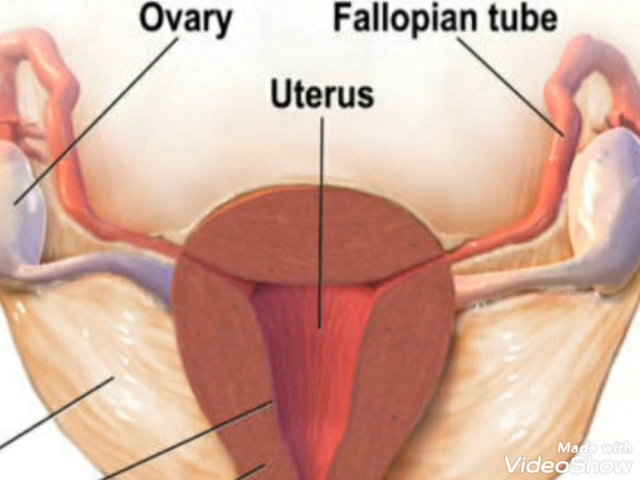 Ovary
Fallopian tube
Uterus
Made with
VideoShow